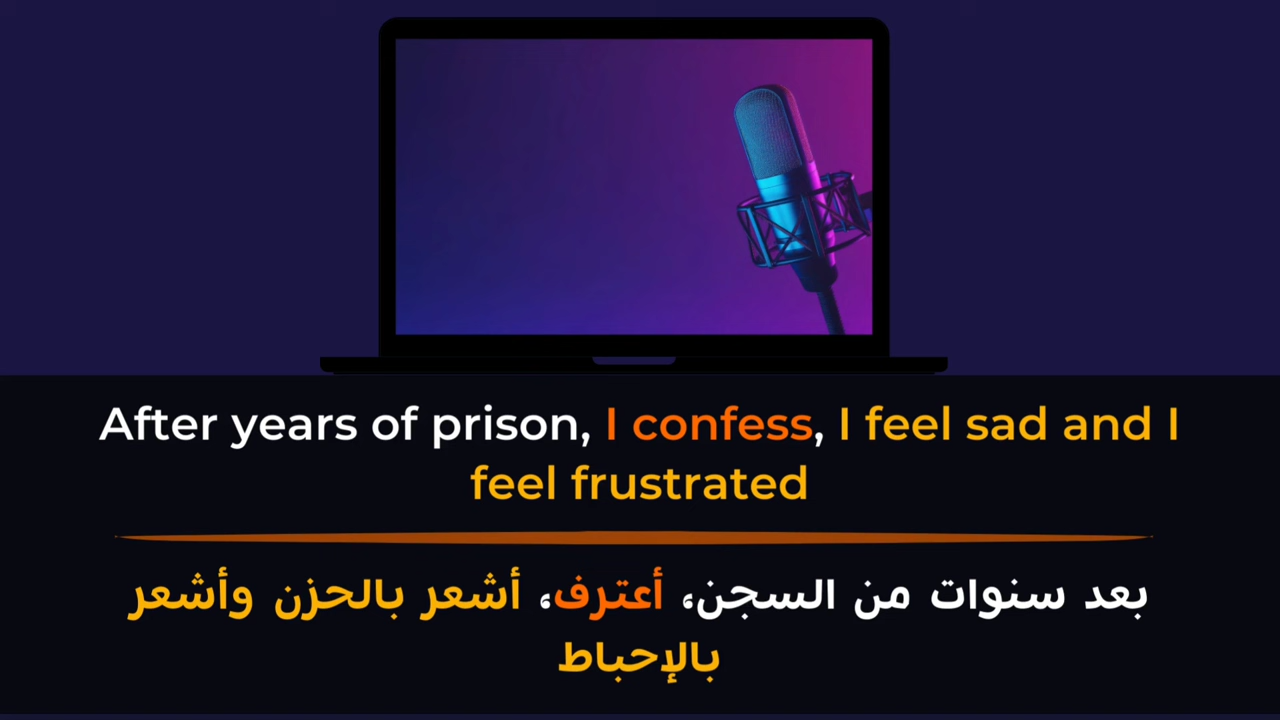 After years of prison, I confess, I feel sad and I
feel frustrated
بعد سنوات من السجن، أعترف، أشعر بالحزن وأشعر
بالإحباط